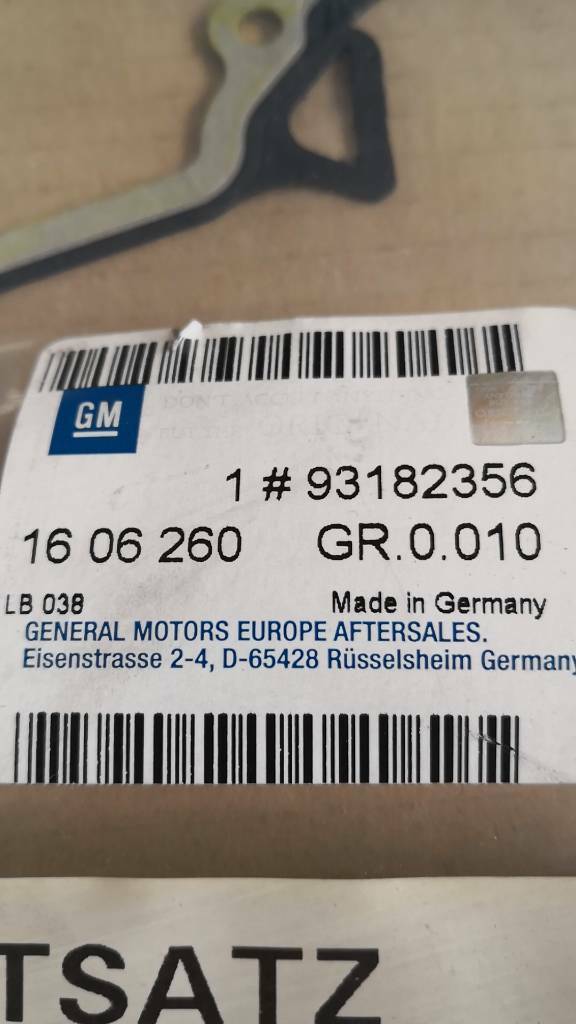 GM
1 # 93182356
16 06 260 GR.0.010
LB 038 Made in Germany
GENERAL MOTORS EUROPE AFTERSALES.
Eisenstrasse 2-4, D-65428 Rüsselsheim Germany
TSATZ